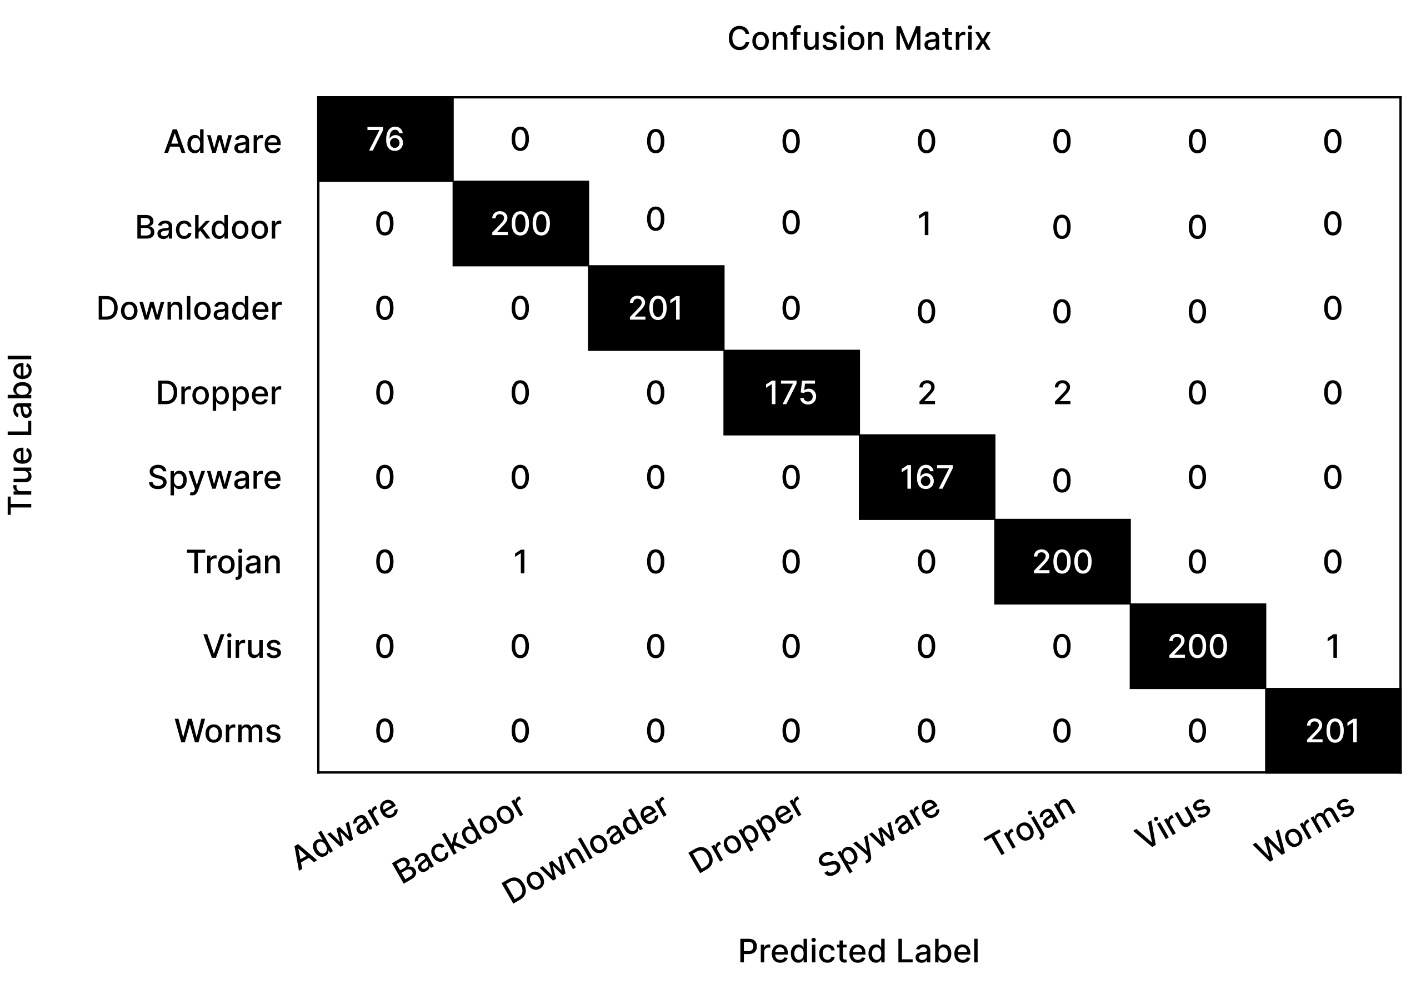 Confusion Matrix
Adware 76 0 0 0 0 0 0 0
Backdoor 0 200 0 0 1 0 0 0
Downloader 0 0 201 0 0 0 0 0
Dropper 0 0 0 175 2 2 0 0
Spyware 0 0 0 0 167 0 0 0
Trojan 0 1 0 0 0 200 0 0
Virus 0 0 0 0 0 0 200 1
Worms 0 0 0 0 0 0 0 201
True Label
Adware Backdoor Downloader Dropper Spyware Trojan Virus Worms
Predicted Label